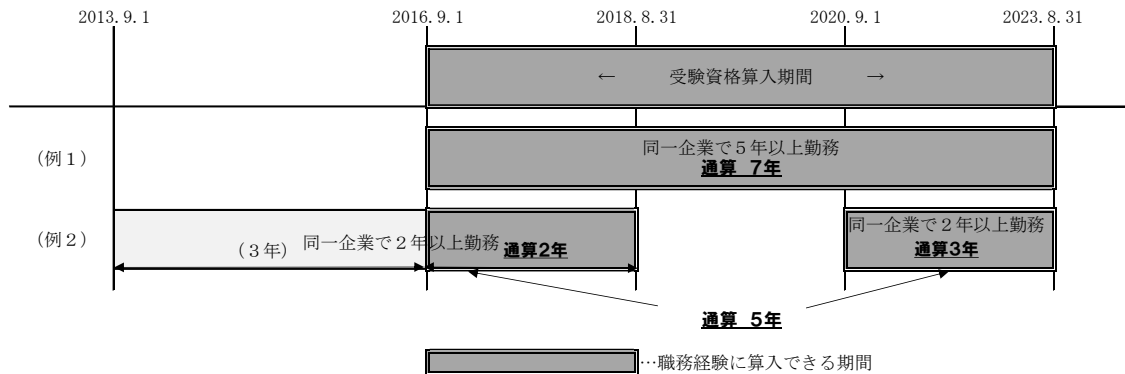 2013.9.1 2016.9.1 2018.8.31 2020.9.1 2023.8.31
← 受験資格算入期間 →
（例１） 同一企業で５年以上勤務
通算 7年
（例２） 同一企業で２年以上勤務 同一企業で２年以上勤務
（３年） 通算2年 通算3年
通算 5年
…職務経験に算入できる期間